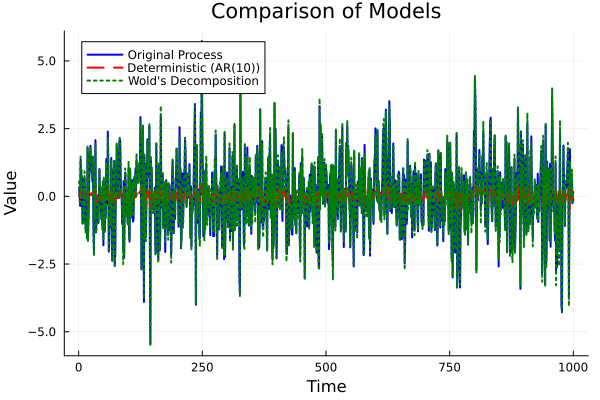 Comparison of Models
Original Process
Deterministic (AR(10))
Wold's Decomposition
5.0
2.5
0.0
−2.5
−5.0
Value
0 250 500 750 1000
Time